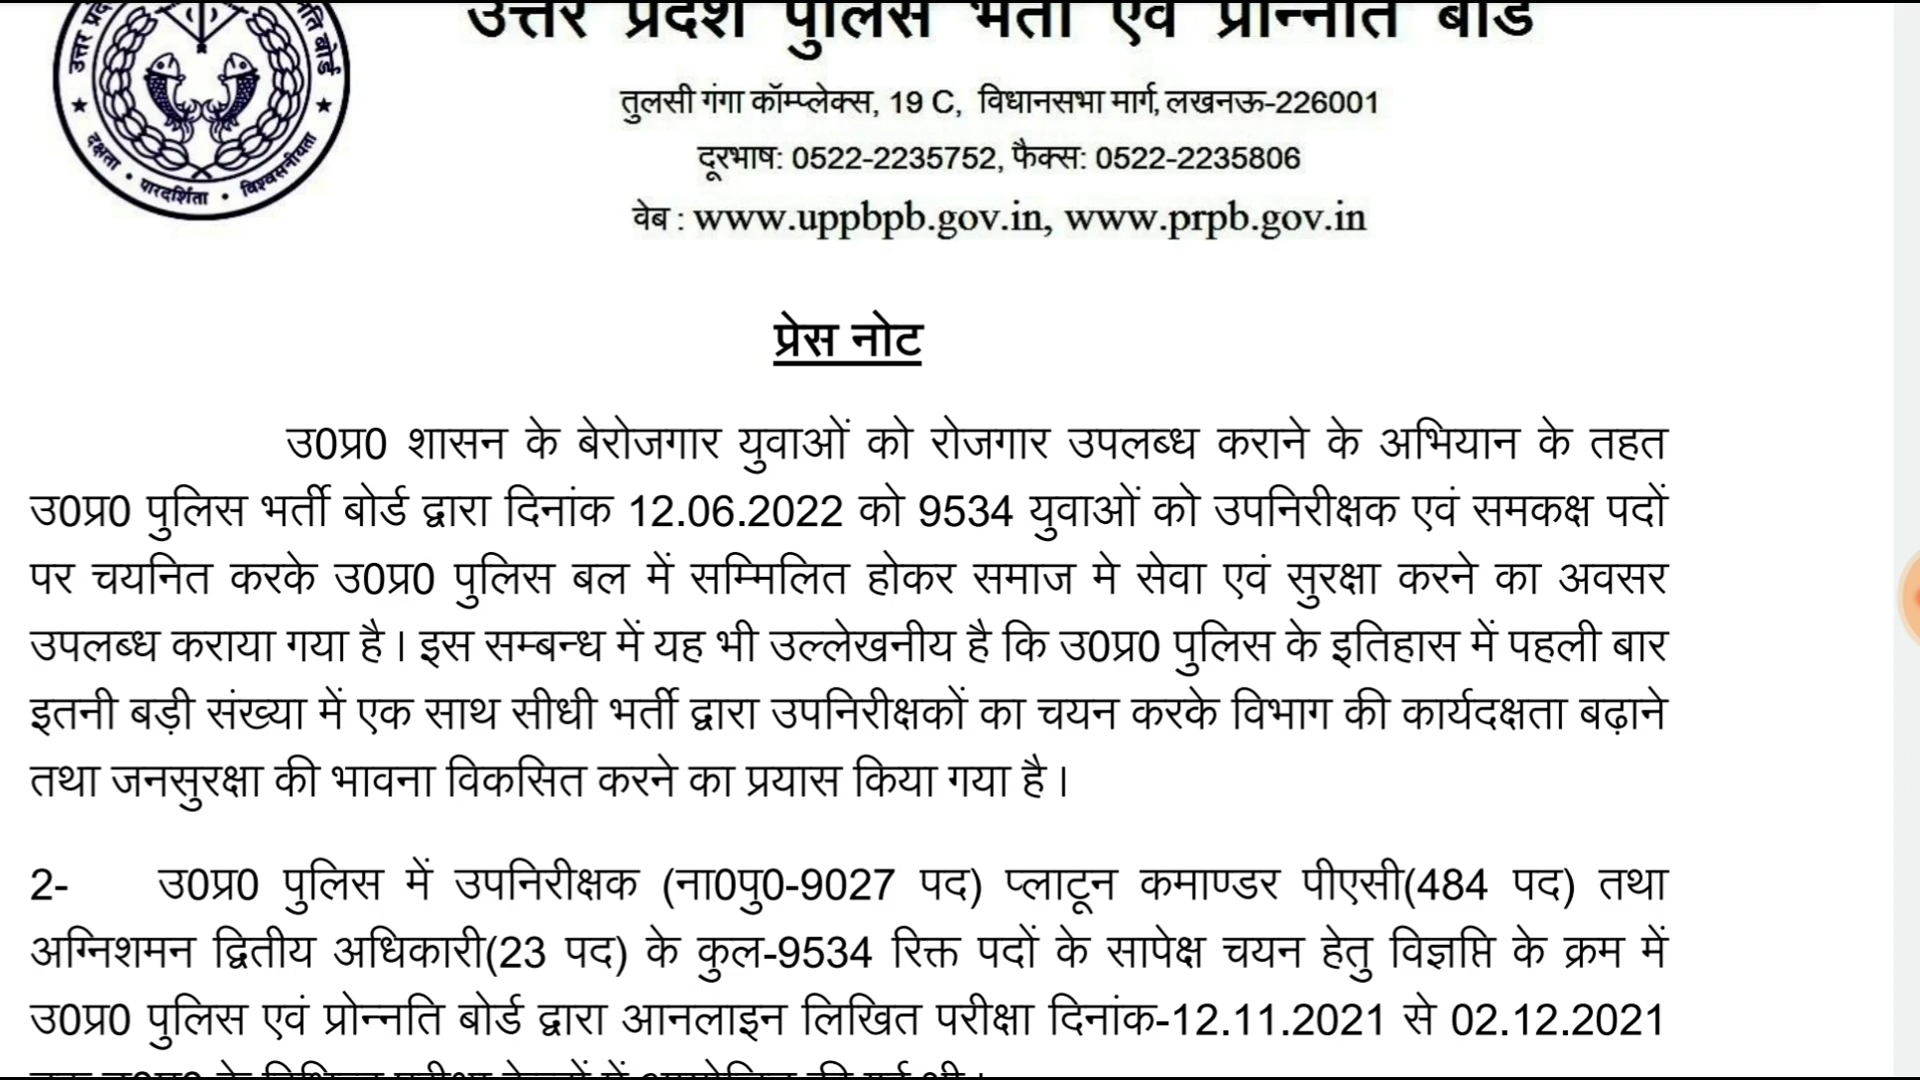 उत्तर प्रदेश पुलिस भर्ती एवं प्रोन्नति बोर्ड
दक्षता • पारदर्शिता • विश्वसनीयता
तुलसी गंगा कॉम्प्लेक्स, 19 C, विधानसभा मार्ग, लखनऊ-226001
दूरभाष: 0522-2235752, फैक्स: 0522-2235806
वेब : www.uppbpb.gov.in, www.prpb.gov.in
प्रेस नोट
उ0प्र0 शासन के बेरोजगार युवाओं को रोजगार उपलब्ध कराने के अभियान के तहत
उ0प्र0 पुलिस भर्ती बोर्ड द्वारा दिनांक 12.06.2022 को 9534 युवाओं को उपनिरीक्षक एवं समकक्ष पदों
पर चयनित करके उ0प्र0 पुलिस बल में सम्मिलित होकर समाज मे सेवा एवं सुरक्षा करने का अवसर
उपलब्ध कराया गया है। इस सम्बन्ध में यह भी उल्लेखनीय है कि उ0प्र0 पुलिस के इतिहास में पहली बार
इतनी बड़ी संख्या में एक साथ सीधी भर्ती द्वारा उपनिरीक्षकों का चयन करके विभाग की कार्यदक्षता बढ़ाने
तथा जनसुरक्षा की भावना विकसित करने का प्रयास किया गया है।
2- उ0प्र0 पुलिस में उपनिरीक्षक (ना0पु0-9027 पद) प्लाटून कमाण्डर पीएसी(484 पद) तथा
अग्निशमन द्वितीय अधिकारी(23 पद) के कुल-9534 रिक्त पदों के सापेक्ष चयन हेतु विज्ञप्ति के क्रम में
उ0प्र0 पुलिस एवं प्रोन्नति बोर्ड द्वारा आनलाइन लिखित परीक्षा दिनांक-12.11.2021 से 02.12.2021